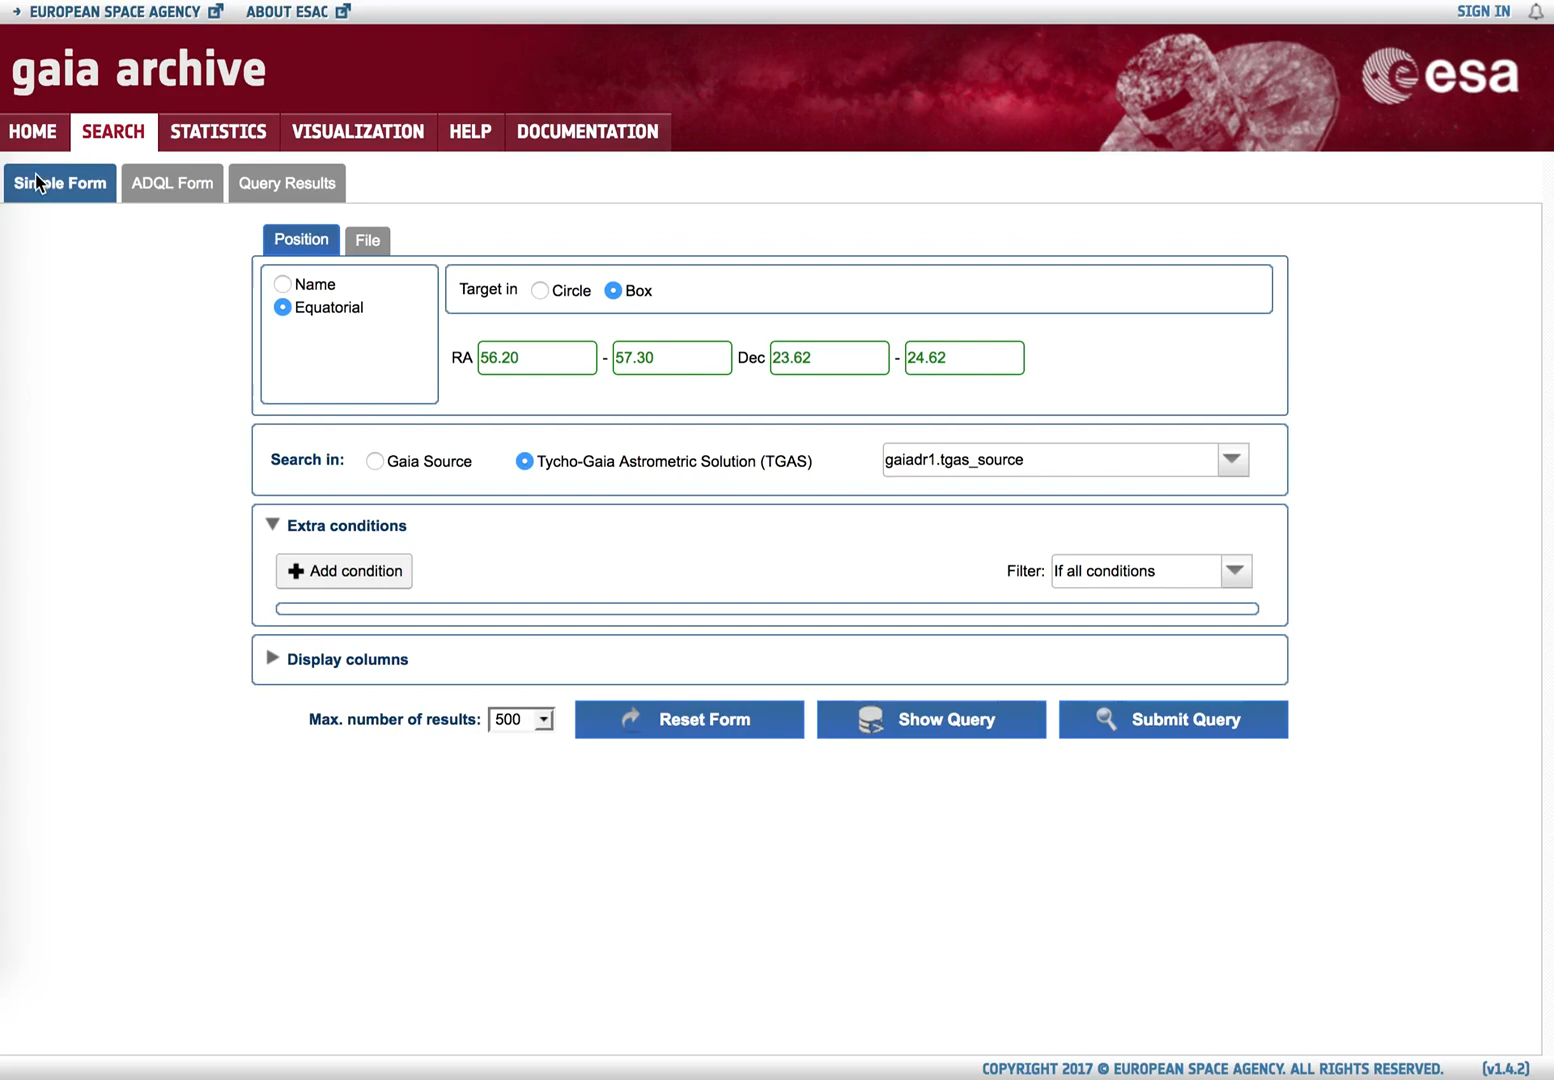 EUROPEAN SPACE AGENCY ABOUT ESAC SIGN IN
gaia archive
esa
HOME SEARCH STATISTICS VISUALIZATION HELP DOCUMENTATION
Simple Form ADQL Form Query Results
Position File
Name
Equatorial
Target in Circle Box
RA 56.20 - 57.30 Dec 23.62 - 24.62
Search in: Gaia Source Tycho-Gaia Astrometric Solution (TGAS) gaiadr1.tgas_source
Extra conditions
Add condition Filter: If all conditions
Display columns
Max. number of results: 500 Reset Form Show Query Submit Query
COPYRIGHT 2017 © EUROPEAN SPACE AGENCY. ALL RIGHTS RESERVED. (v1.4.2)